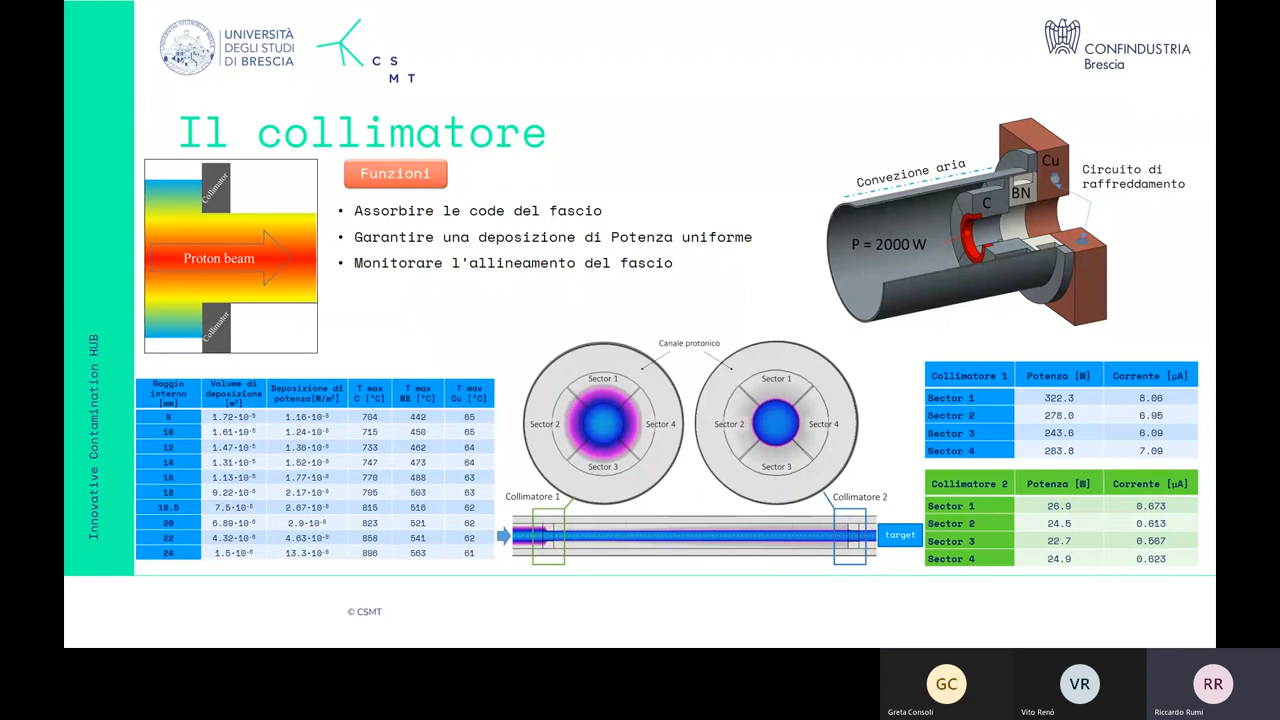 UNIVERSITÀ
DEGLI STUDI
DI BRESCIA
C S
M T
CONFINDUSTRIA
Brescia
Il collimatore
Funzioni
• Assorbire le code del fascio
• Garantire una deposizione di Potenza uniforme
• Monitorare l'allineamento del fascio
Collimator
Proton beam
Collimator
Convezione aria
Cu
BN
C
P = 2000 W
Circuito di
raffreddamento
Innovative Contamination HUB
Raggio interno [mm] Volume di deposizione [m³] Deposizione di potenza[W/m³] T max C [°C] T max NB [°C] T max Cu [°C]
8 1.72·10⁻⁵ 1.16·10⁻⁸ 704 442 65
10 1.61·10⁻⁵ 1.24·10⁻⁸ 715 450 65
12 1.47·10⁻⁵ 1.36·10⁻⁸ 733 462 64
14 1.31·10⁻⁵ 1.52·10⁻⁸ 747 473 64
16 1.13·10⁻⁵ 1.77·10⁻⁸ 770 488 63
18 9.22·10⁻⁶ 2.17·10⁻⁸ 795 503 63
19.5 7.5·10⁻⁶ 2.67·10⁻⁸ 815 516 62
20 6.89·10⁻⁶ 2.9·10⁻⁸ 823 521 62
22 4.32·10⁻⁶ 4.63·10⁻⁸ 858 541 62
24 1.5·10⁻⁶ 13.3·10⁻⁸ 896 563 61
Canale protonico
Sector 1
Sector 2
Sector 4
Sector 3
Sector 1
Sector 2
Sector 4
Sector 3
Collimatore 1
Collimatore 2
target
Collimatore 1 Potenza [W] Corrente [μA]
Sector 1 322.3 8.06
Sector 2 278.0 6.95
Sector 3 243.6 6.09
Sector 4 283.8 7.09
Collimatore 2 Potenza [W] Corrente [μA]
Sector 1 26.9 0.673
Sector 2 24.5 0.613
Sector 3 22.7 0.567
Sector 4 24.9 0.623
© CSMT
GC
Greta Consoli
VR
Vito Renò
RR
Riccardo Rumi